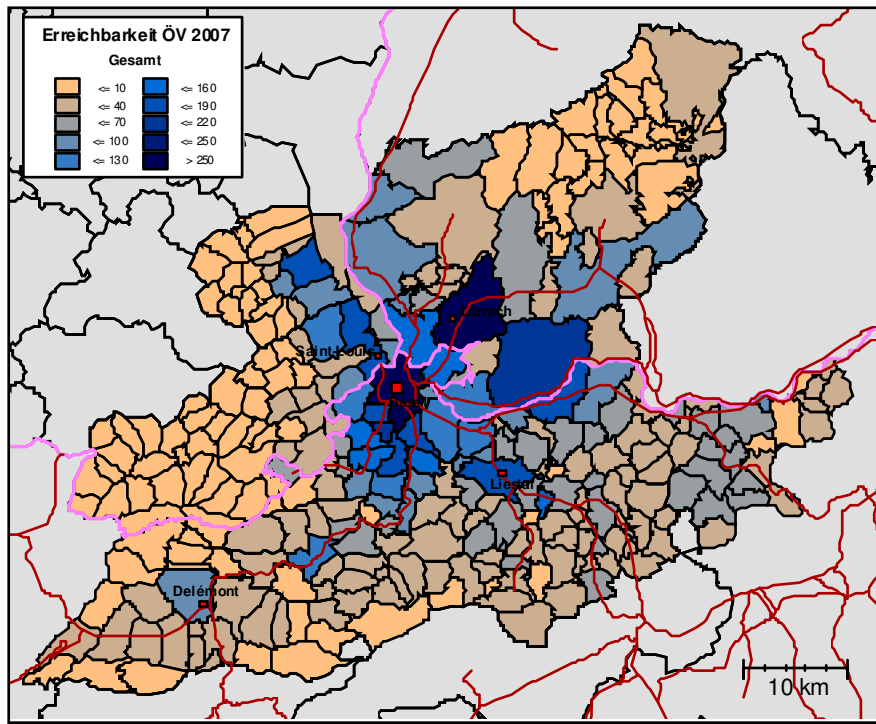 Erreichbarkeit ÖV 2007
Gesamt
<= 10 <= 160
<= 40 <= 190
<= 70 <= 220
<= 100 <= 250
<= 130 > 250
Lörrach
Saint-Louis
Basel
Liestal
Delémont
10 km